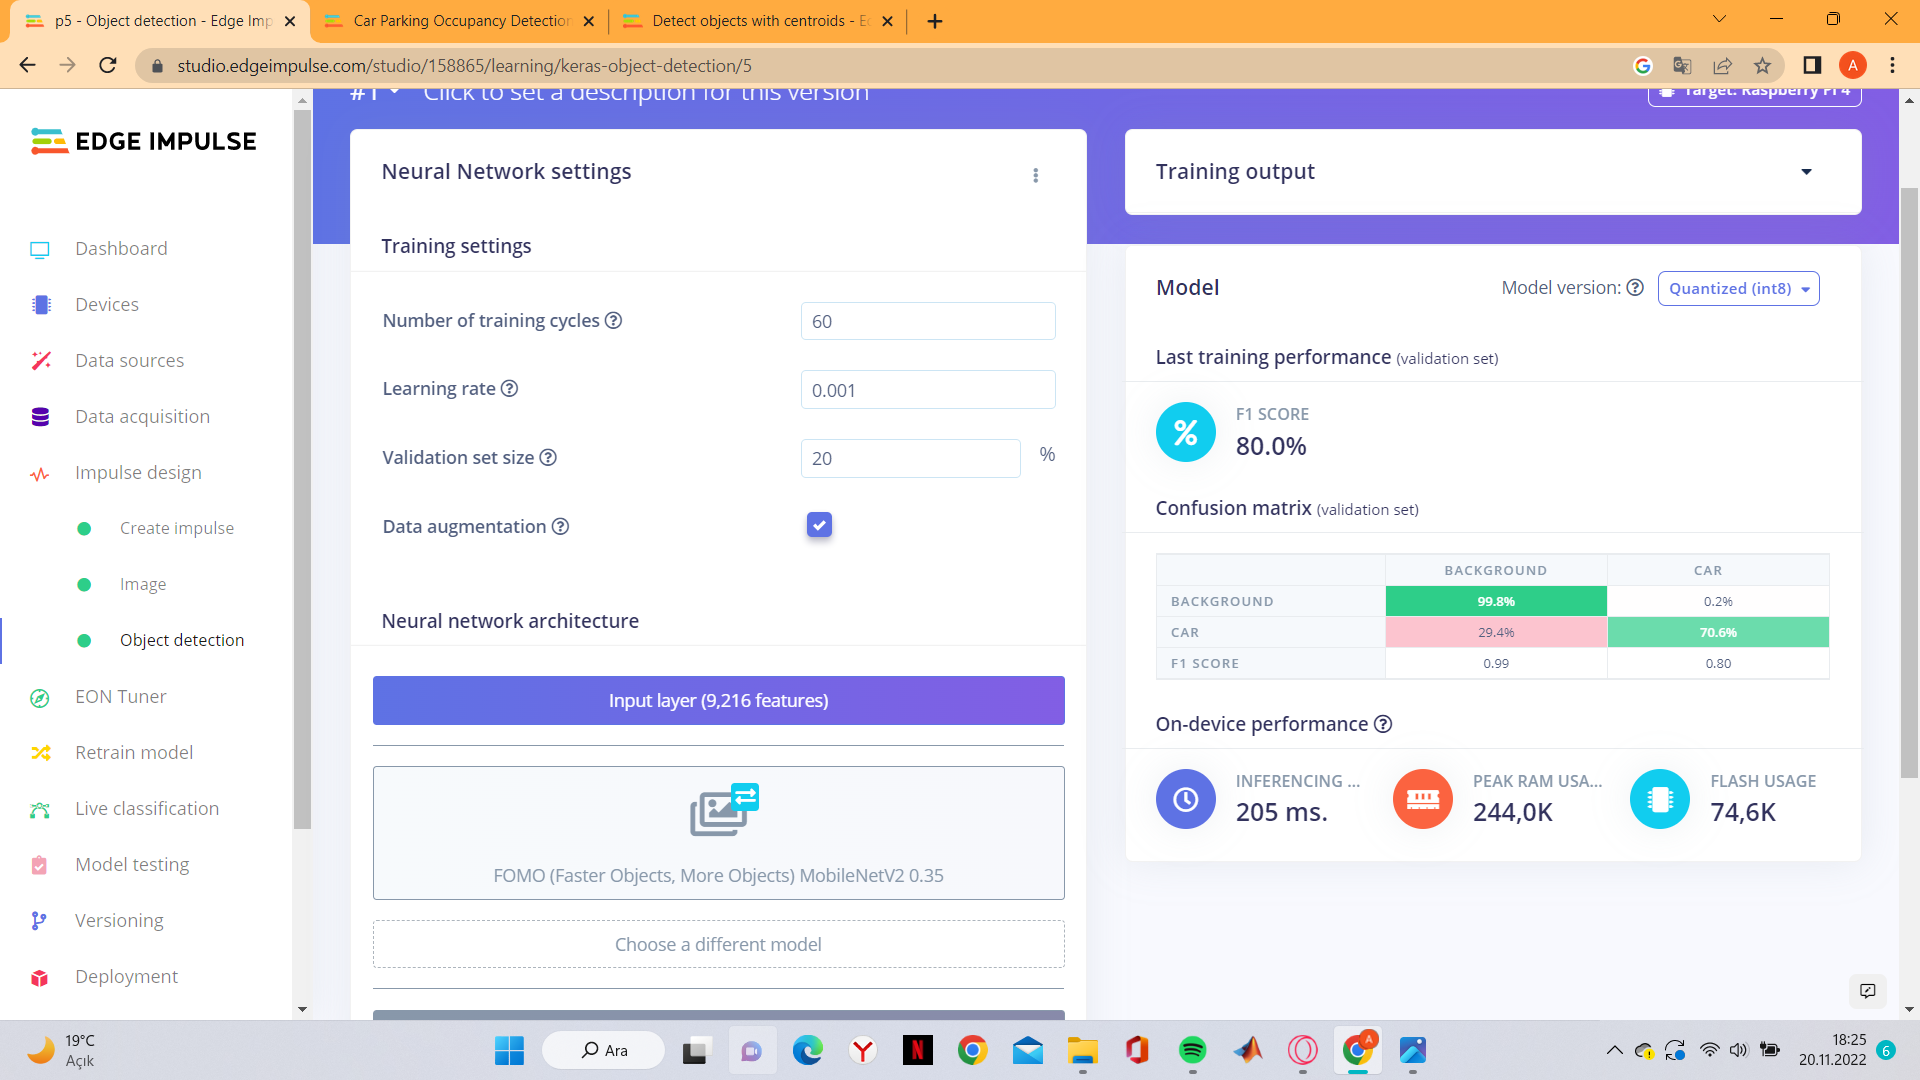 p5 - Object detection - Edge Imp
Car Parking Occupancy Detection
Detect objects with centroids - E
studio.edgeimpulse.com/studio/158865/learning/keras-object-detection/5
A
#1 Click to set a description for this version
Target: Raspberry Pi 4
EDGE IMPULSE
Dashboard
Devices
Data sources
Data acquisition
Impulse design
Create impulse
Image
Object detection
EON Tuner
Retrain model
Live classification
Model testing
Versioning
Deployment
Neural Network settings
Training settings
Number of training cycles ? 60
Learning rate ? 0.001
Validation set size ? 20 %
Data augmentation ?
Neural network architecture
Input layer (9,216 features)
FOMO (Faster Objects, More Objects) MobileNetV2 0.35
Choose a different model
Training output
Model
Model version: ? Quantized (int8)
Last training performance (validation set)
%
F1 SCORE
80.0%
Confusion matrix (validation set)
BACKGROUND CAR
BACKGROUND 99.8% 0.2%
CAR 29.4% 70.6%
F1 SCORE 0.99 0.80
On-device performance ?
INFERENCING ...
205 ms.
PEAK RAM USA...
244,0K
FLASH USAGE
74,6K
19°C
Açık
Ara
18:25
20.11.2022
6